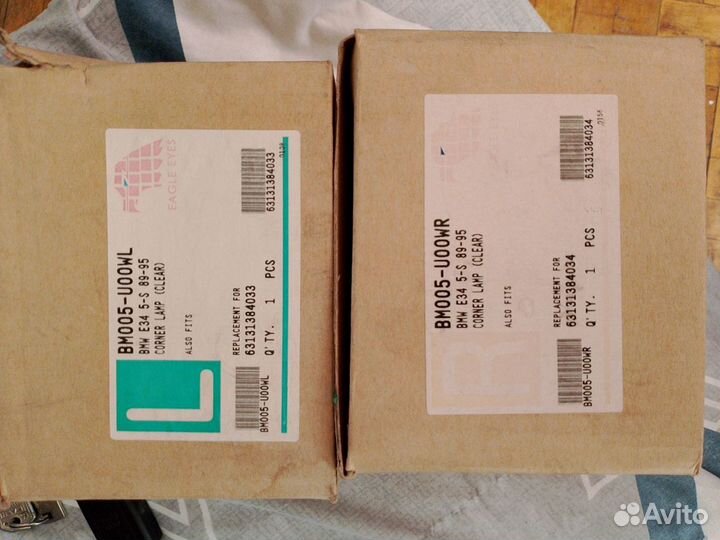 EAGLE EYES
BM005-U00WL
BMW E34 5-S 89-95
CORNER LAMP (CLEAR)
ALSO FITS
REPLACEMENT FOR
63131384033
Q'TY. 1 PCS
BM005-U00WL
63131384033
L
BM005-U00WR
BMW E34 5-S 89-95
CORNER LAMP (CLEAR)
ALSO FITS
REPLACEMENT FOR
63131384034
Q'TY. 1 PCS
BM005-U00WR
63131384034
R
Avito